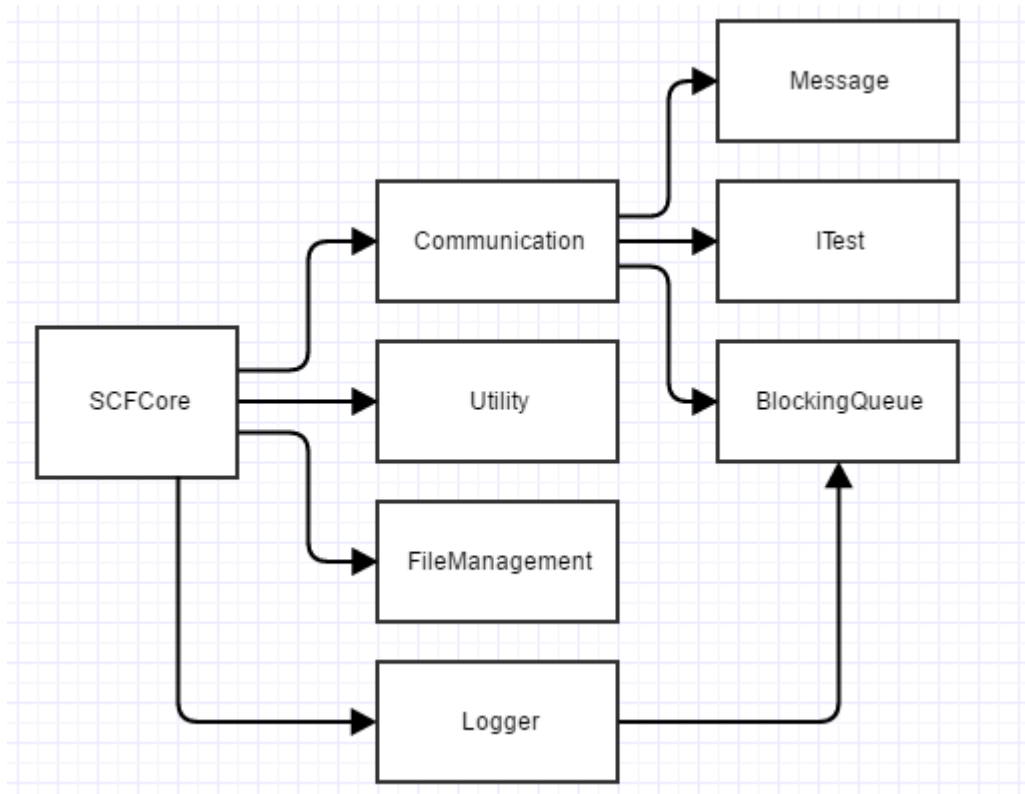 Message
Communication
ITest
SCFCore
Utility
BlockingQueue
FileManagement
Logger